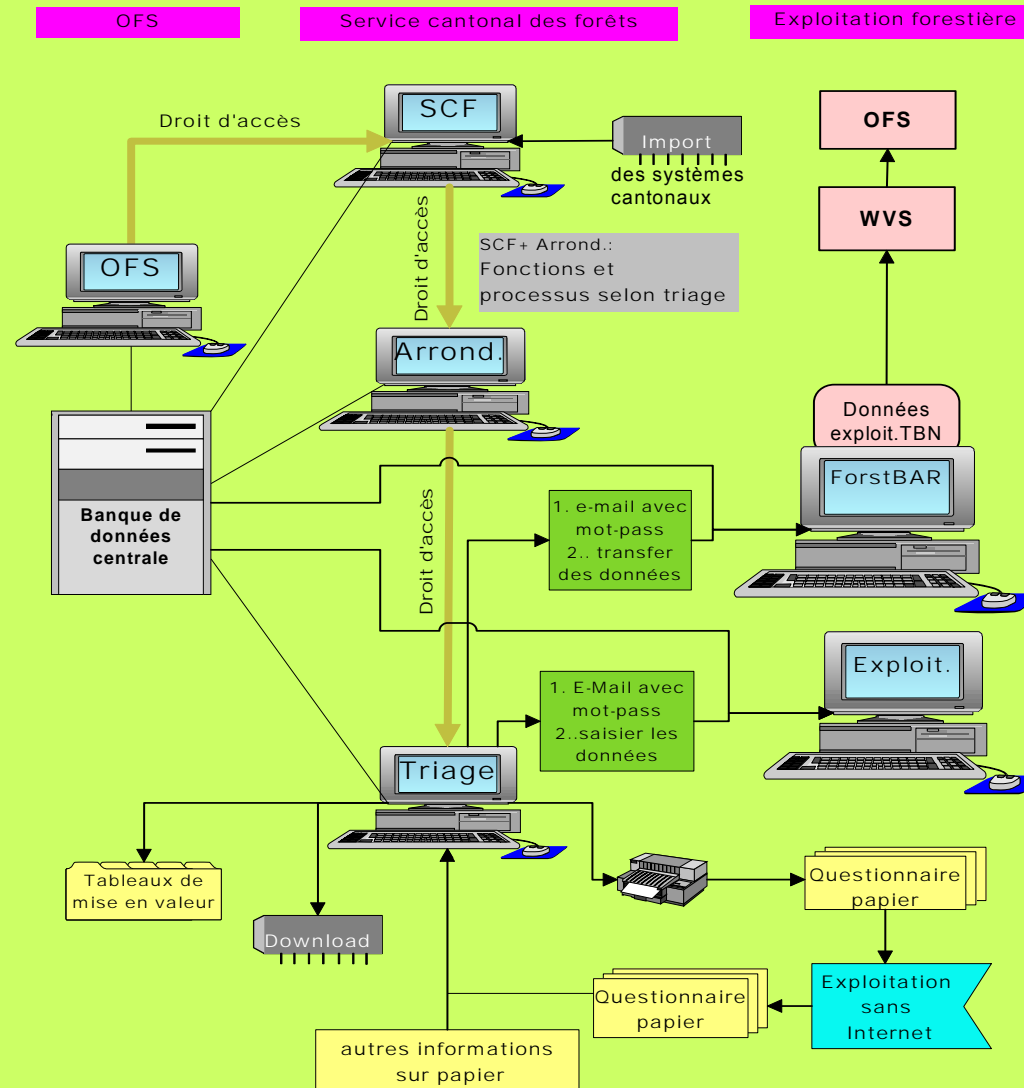 OFS
Service cantonal des forêts
Exploitation forestière
SCF
Droit d'accès
Import
des systèmes
cantonaux
OFS
WVS
OFS
Droit d'accès
SCF+ Arrond.:
Fonctions et
processus selon triage
Arrond.
Données
exploit.TBN
ForstBAR
Banque de
données
centrale
Droit d'accès
1. e-mail avec
mot-pass
2.. transfer
des données
Exploit.
1. E-Mail avec
mot-pass
2..saisier les
données
Triage
Tableaux de
mise en valeur
Download
Questionnaire
papier
Exploitation
sans
Internet
Questionnaire
papier
autres informations
sur papier